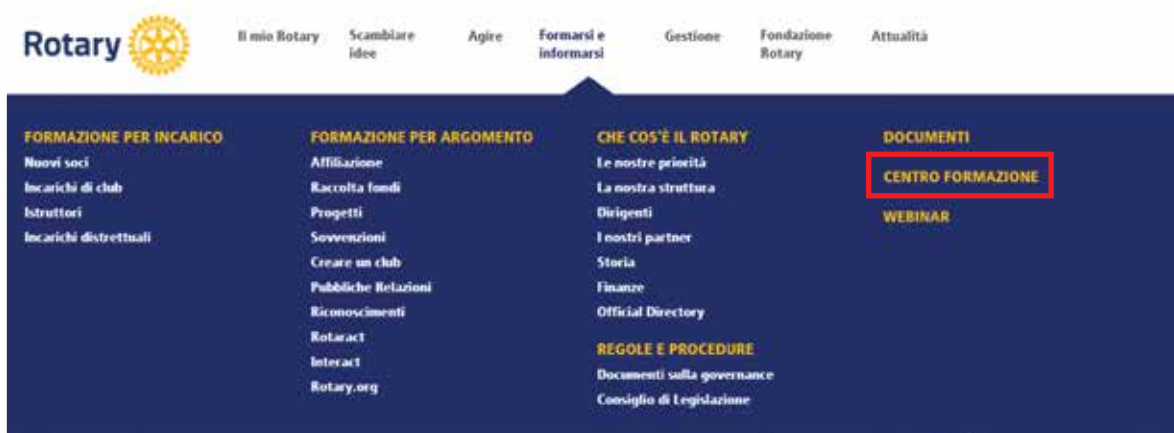 Rotary
Il mio Rotary
Scambiare
idee
Agire
Formarsi e
informarsi
Gestione
Fondazione
Rotary
Attualità
FORMAZIONE PER INCARICO
Nuovi soci
Incarichi di club
Istruttori
Incarichi distrettuali
FORMAZIONE PER ARGOMENTO
Affiliazione
Raccolta fondi
Progetti
Sovvenzioni
Creare un club
Pubbliche Relazioni
Riconoscimenti
Rotaract
Interact
Rotary.org
CHE COS'È IL ROTARY
Le nostre priorità
La nostra struttura
Dirigenti
I nostri partner
Storia
Finanze
Official Directory
REGOLE E PROCEDURE
Documenti sulla governance
Consiglio di Legislazione
DOCUMENTI
CENTRO FORMAZIONE
WEBINAR